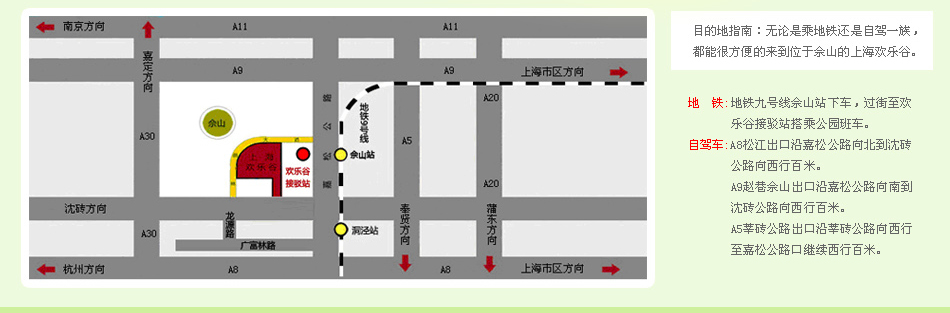 南京方向
A11
A11
嘉定方向
A9
A9
上海市区方向
佘山
地铁9号线
嘉
公
松
A20
A30
A5
上海
欢乐谷
欢乐谷
接驳站
佘山站
A20
沈砖方向
龙源路
A30
广富林路
洞泾站
奉贤方向
蒲东方向
杭州方向
A8
A8
上海市区方向
目的地指南：无论是乘地铁还是自驾一族，
都能很方便的来到位于佘山的上海欢乐谷。
地　铁:地铁九号线佘山站下车，过街至欢
乐谷接驳站搭乘公园班车。
自驾车:A8松江出口沿嘉松公路向北到沈砖
公路向西行百米。
A9赵巷佘山出口沿嘉松公路向南到
沈砖公路向西行百米。
A5莘砖公路出口沿莘砖公路向西行
至嘉松公路口继续西行百米。